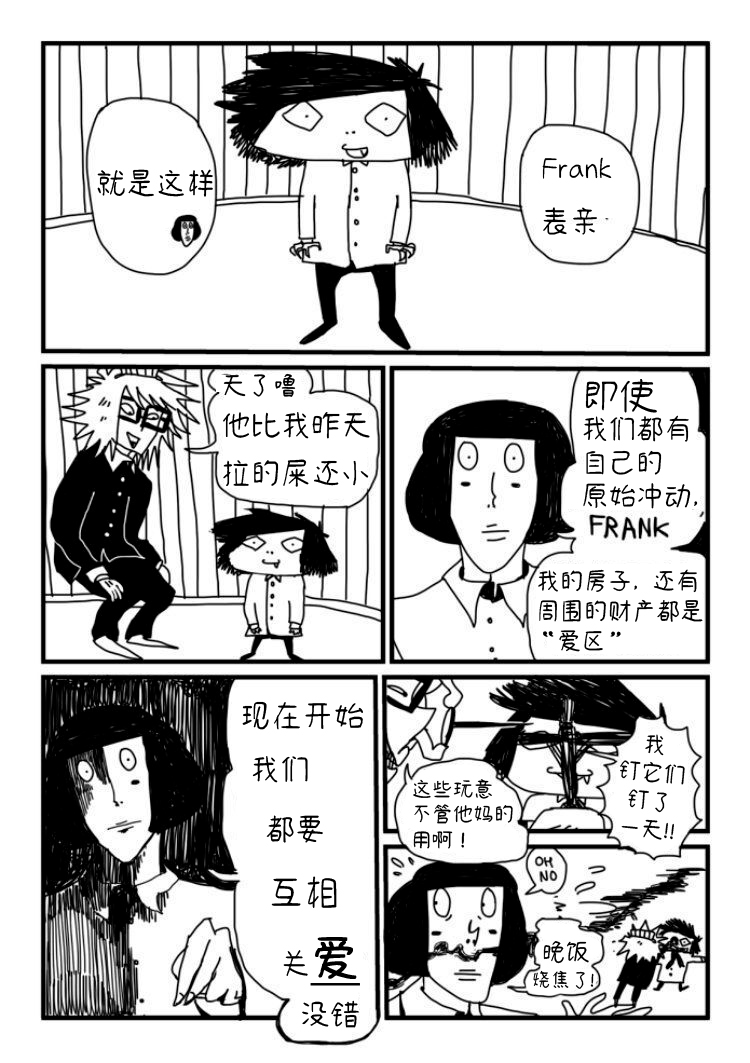 就是这样
Frank
表亲
天了噜
他比我昨天
拉的屎还小
即使
我们都有
自己的
原始冲动,
FRANK
我的房子, 还有
周围的财产都是
“爱区”
现在开始
我们
都要
互相
关爱
没错
这些玩意
不管他妈的
用啊!
我
钉它们
钉了
一天!!
OH
NO
晚饭
烧焦了!